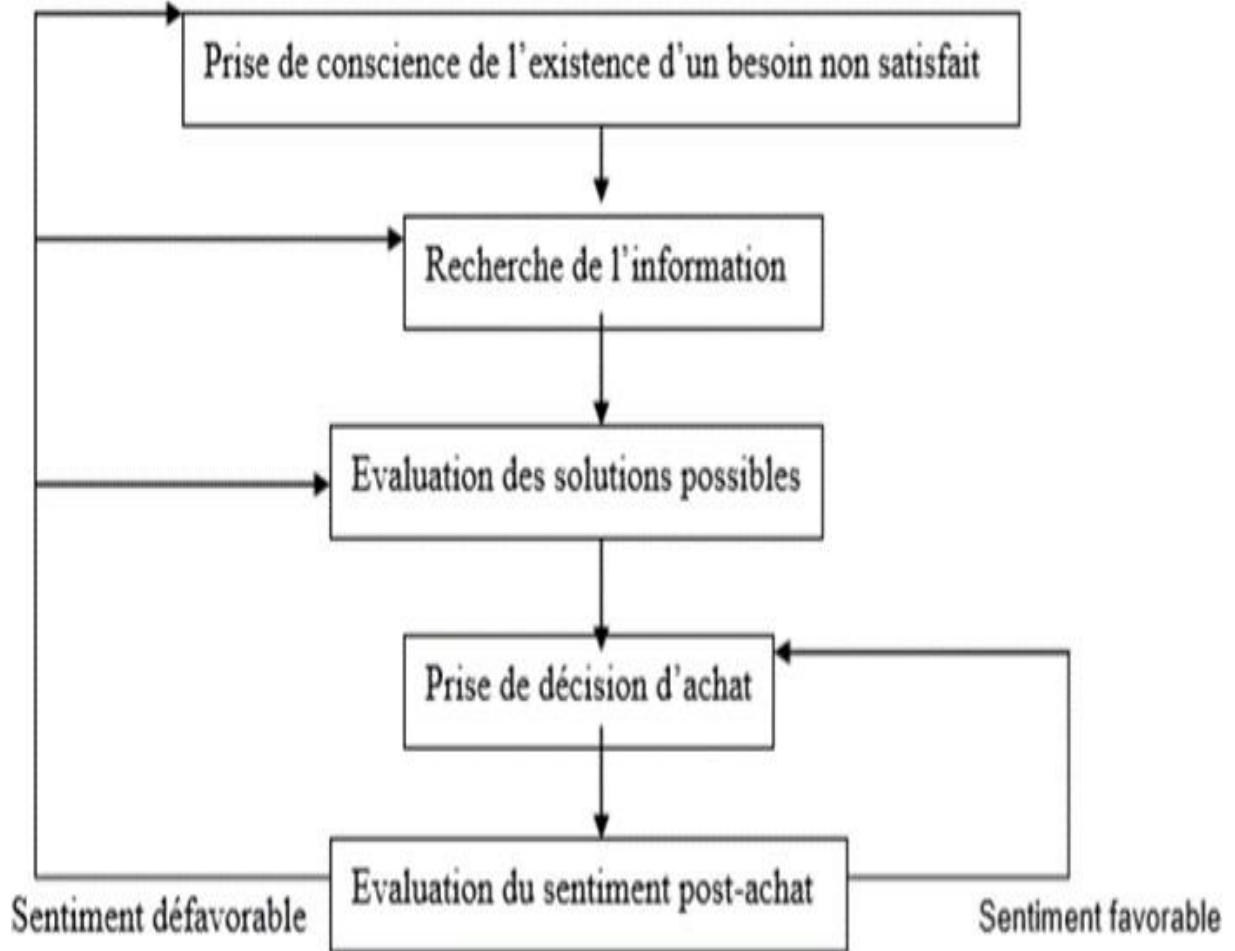 Prise de conscience de l'existence d'un besoin non satisfait
Recherche de l'information
Evaluation des solutions possibles
Prise de décision d'achat
Evaluation du sentiment post-achat
Sentiment défavorable
Sentiment favorable